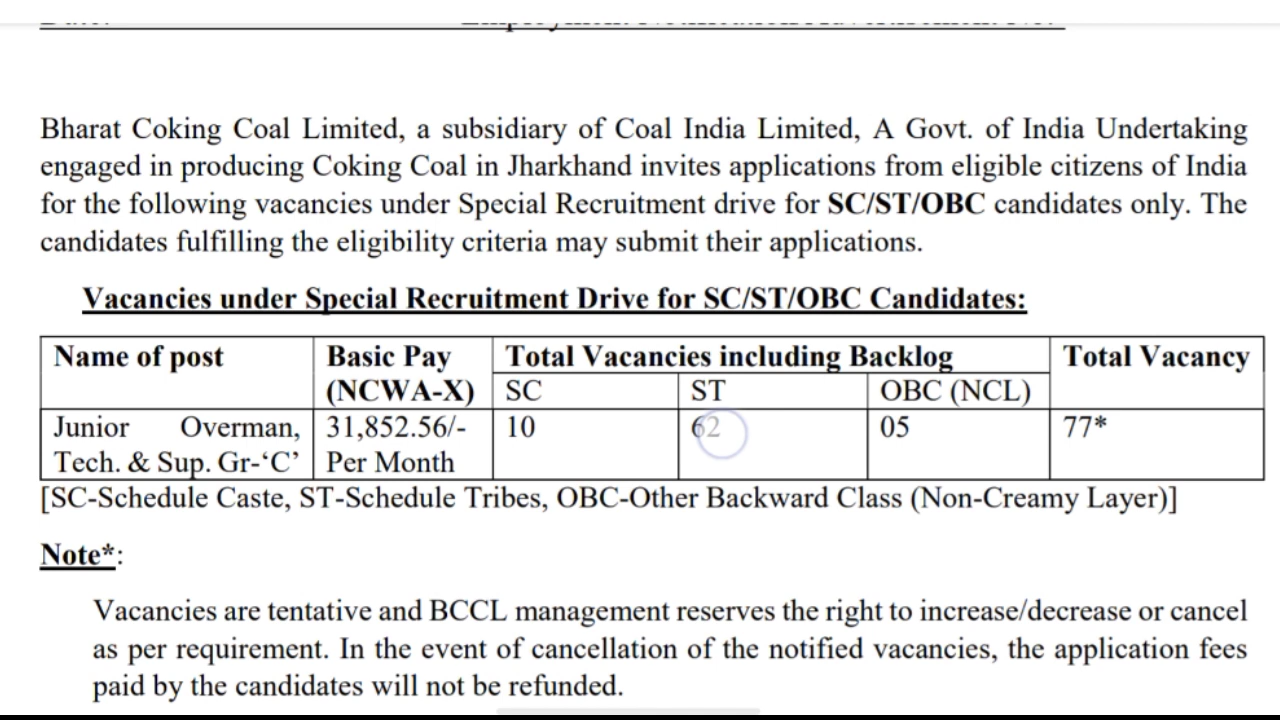 Bharat Coking Coal Limited, a subsidiary of Coal India Limited, A Govt. of India Undertaking
engaged in producing Coking Coal in Jharkhand invites applications from eligible citizens of India
for the following vacancies under Special Recruitment drive for SC/ST/OBC candidates only. The
candidates fulfilling the eligibility criteria may submit their applications.
Vacancies under Special Recruitment Drive for SC/ST/OBC Candidates:
Name of post Basic Pay Total Vacancies including Backlog Total Vacancy
(NCWA-X) SC ST OBC (NCL)
Junior Overman, 31,852.56/- 10 62 05 77*
Tech. & Sup. Gr-‘C’ Per Month
[SC-Schedule Caste, ST-Schedule Tribes, OBC-Other Backward Class (Non-Creamy Layer)]
Note*:
Vacancies are tentative and BCCL management reserves the right to increase/decrease or cancel
as per requirement. In the event of cancellation of the notified vacancies, the application fees
paid by the candidates will not be refunded.